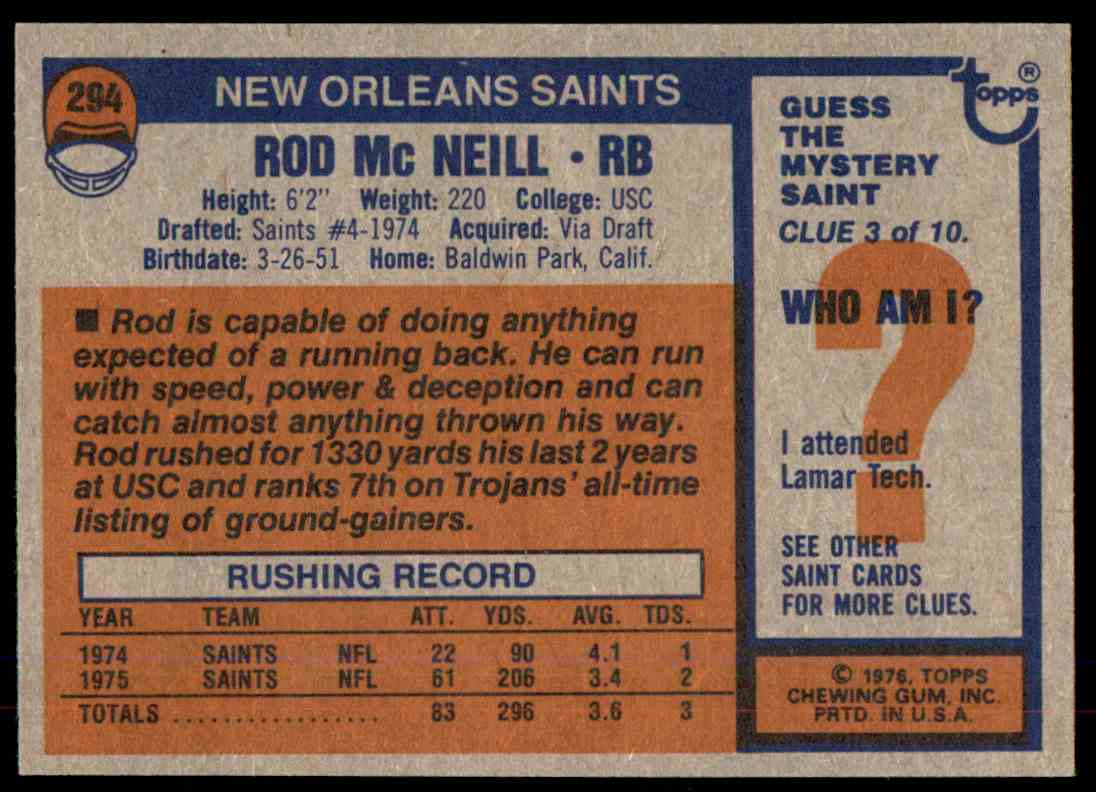 294
NEW ORLEANS SAINTS
ROD Mc NEILL • RB
Height: 6'2" Weight: 220 College: USC
Drafted: Saints #4-1974 Acquired: Via Draft
Birthdate: 3-26-51 Home: Baldwin Park, Calif.
■ Rod is capable of doing anything
expected of a running back. He can run
with speed, power & deception and can
catch almost anything thrown his way.
Rod rushed for 1330 yards his last 2 years
at USC and ranks 7th on Trojans' all-time
listing of ground-gainers.
RUSHING RECORD
YEAR TEAM ATT. YDS. AVG. TDS.
1974 SAINTS NFL 22 90 4.1 1
1975 SAINTS NFL 61 206 3.4 2
TOTALS .................. 83 296 3.6 3
topps ®
GUESS
THE
MYSTERY
SAINT
CLUE 3 of 10.
WHO AM I?
?
I attended
Lamar Tech.
SEE OTHER
SAINT CARDS
FOR MORE CLUES.
© 1976, TOPPS
CHEWING GUM, INC.
PRTD. IN U.S.A.